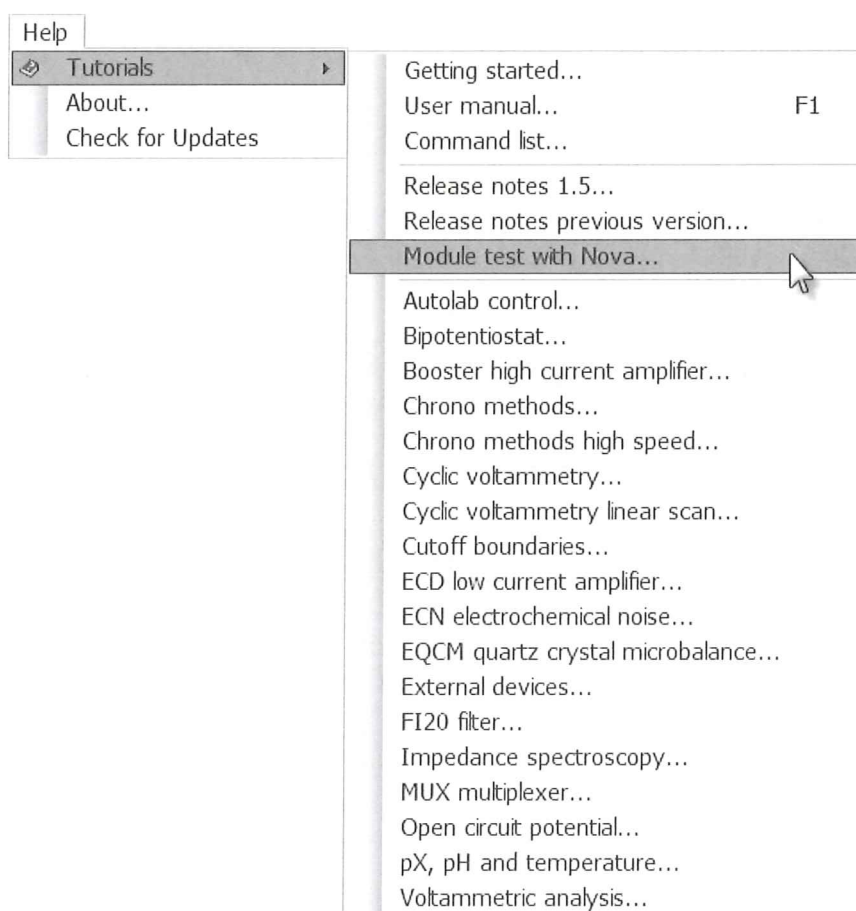 Help
Tutorials
About...
Check for Updates
Getting started...
User manual... F1
Command list...
Release notes 1.5...
Release notes previous version...
Module test with Nova...
Autolab control...
Bipotentiostat...
Booster high current amplifier...
Chrono methods...
Chrono methods high speed...
Cyclic voltammetry...
Cyclic voltammetry linear scan...
Cutoff boundaries...
ECD low current amplifier...
ECN electrochemical noise...
EQCM quartz crystal microbalance...
External devices...
FI20 filter...
Impedance spectroscopy...
MUX multiplexer...
Open circuit potential...
pX, pH and temperature...
Voltammetric analysis...